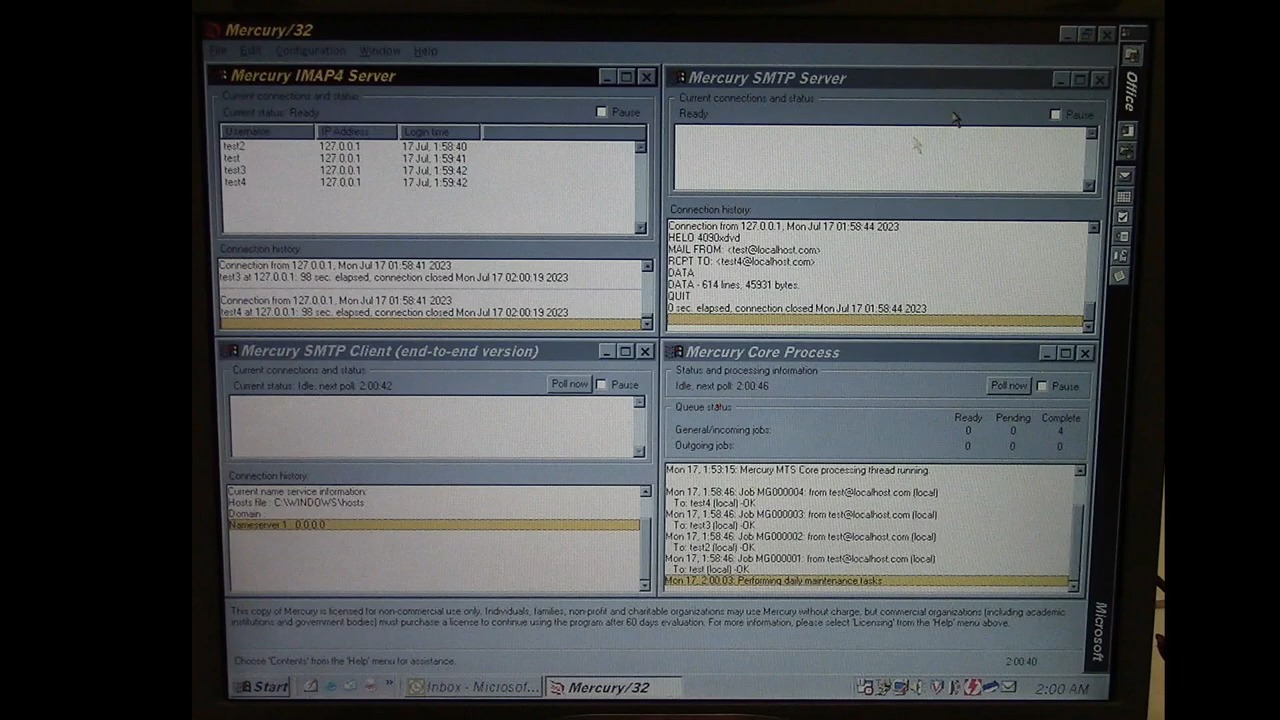 Mercury/32
File Edit Configuration Window Help
Mercury IMAP4 Server
Current connections and status
Current status: Ready
Pause
Username IP Address Login time
test2 127.0.0.1 17 Jul, 1:58:40
test 127.0.0.1 17 Jul, 1:59:41
test3 127.0.0.1 17 Jul, 1:59:42
test4 127.0.0.1 17 Jul, 1:59:42
Connection history:
Connection from 127.0.0.1, Mon Jul 17 01:58:41 2023
test3 at 127.0.0.1: 98 sec. elapsed, connection closed Mon Jul 17 02:00:19 2023
Connection from 127.0.0.1, Mon Jul 17 01:58:41 2023
test4 at 127.0.0.1: 98 sec. elapsed, connection closed Mon Jul 17 02:00:19 2023
Mercury SMTP Server
Current connections and status
Ready
Pause
Connection history:
Connection from 127.0.0.1, Mon Jul 17 01:58:44 2023
HELO 4090xdvd
MAIL FROM: <test@localhost.com>
RCPT TO: <test4@localhost.com>
DATA
DATA - 614 lines, 45931 bytes.
QUIT
0 sec. elapsed, connection closed Mon Jul 17 01:58:44 2023
Mercury SMTP Client (end-to-end version)
Current connections and status
Current status: Idle, next poll: 2:00:42
Poll now
Pause
Connection history:
Current name service information:
Hosts file : C:\WINDOWS\hosts
Domain :
Nameserver 1 : 0.0.0.0
Mercury Core Process
Status and processing information
Idle, next poll: 2:00:46
Poll now
Pause
Queue status
Ready Pending Complete
General/incoming jobs: 0 0 4
Outgoing jobs: 0 0 0
Mon 17, 1:53:15: Mercury MTS Core processing thread running.
Mon 17, 1:58:46: Job MG000004: from test@localhost.com (local)
To: test4 (local) -OK
Mon 17, 1:58:46: Job MG000003: from test@localhost.com (local)
To: test3 (local) -OK
Mon 17, 1:58:46: Job MG000002: from test@localhost.com (local)
To: test2 (local) -OK
Mon 17, 1:58:46: Job MG000001: from test@localhost.com (local)
To: test (local) -OK
Mon 17, 2:00:03: Performing daily maintenance tasks
This copy of Mercury is licensed for non-commercial use only. Individuals, families, non-profit and charitable organizations may use Mercury without charge, but commercial organizations (including academic
institutions and government bodies) must purchase a license to continue using the program after 60 days evaluation. For more information, please select 'Licensing' from the 'Help' menu above.
Choose 'Contents' from the 'Help' menu for assistance.
2:00:40
Office
Microsoft
Start
Inbox - Microsof...
Mercury/32
2:00 AM